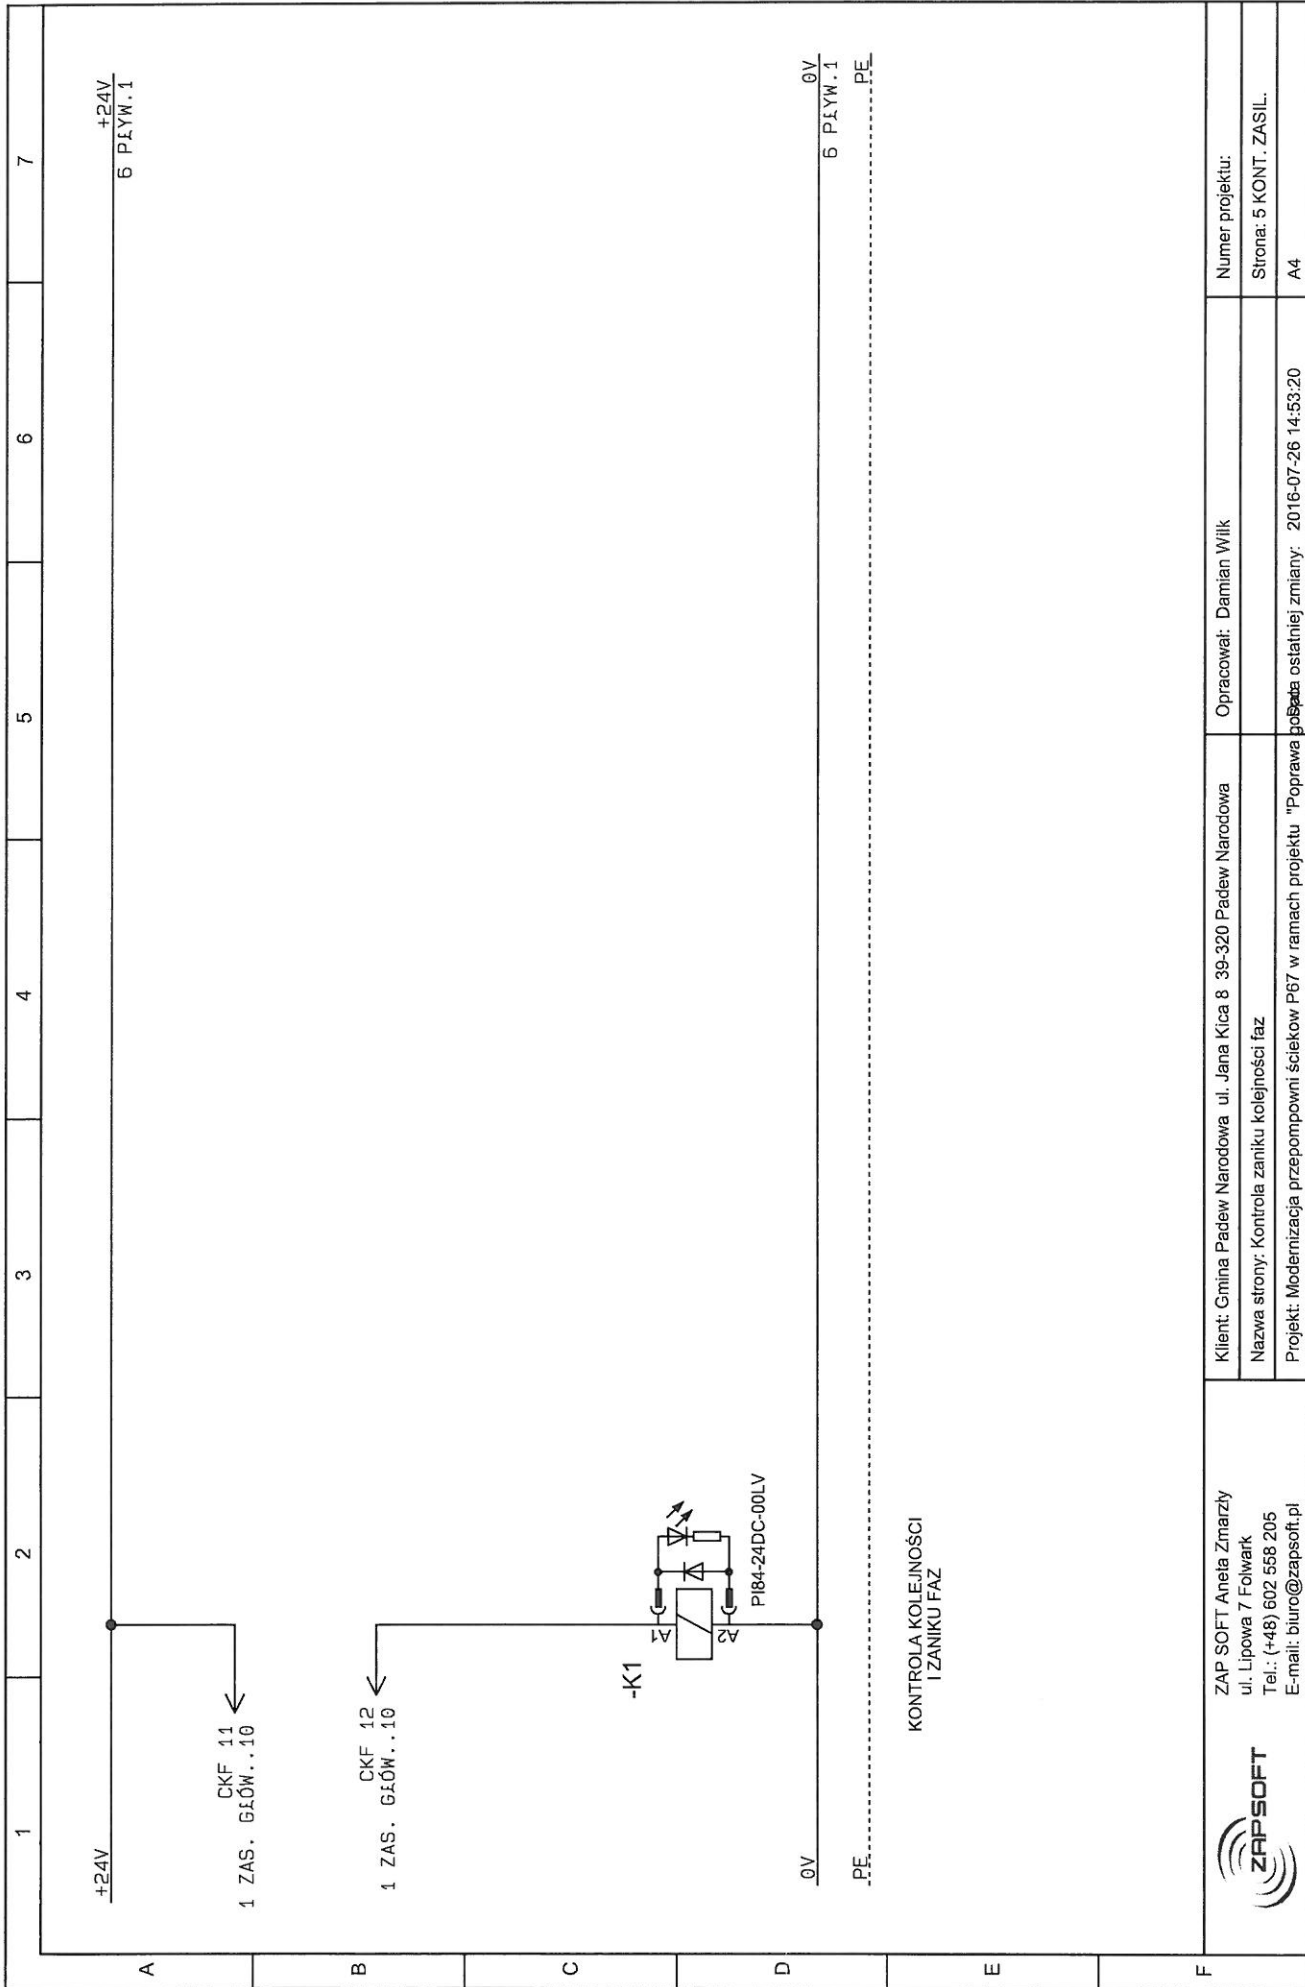 1
2
3
4
5
6
7
A
B
C
D
E
F
+24V
+24V
6 PŁYW.1
CKF 11
1 ZAS. GŁÓW..10
CKF 12
1 ZAS. GŁÓW..10
-K1
A1
A2
PI84-24DC-00LV
0V
0V
6 PŁYW.1
PE
PE
KONTROLA KOLEJNOŚCI
I ZANIKU FAZ
ZAPSOFT
ZAP SOFT Aneta Zmarzły
ul. Lipowa 7 Folwark
Tel.: (+48) 602 558 205
E-mail: biuro@zapsoft.pl
Klient: Gmina Padew Narodowa ul. Jana Kica 8 39-320 Padew Narodowa
Opracował: Damian Wilk
Numer projektu:
Nazwa strony: Kontrola zaniku kolejności faz
Strona: 5 KONT. ZASIL.
Projekt: Modernizacja przepompowni ściekow P67 w ramach projektu "Poprawa
ostatniej zmiany: 2016-07-26 14:53:20
A4